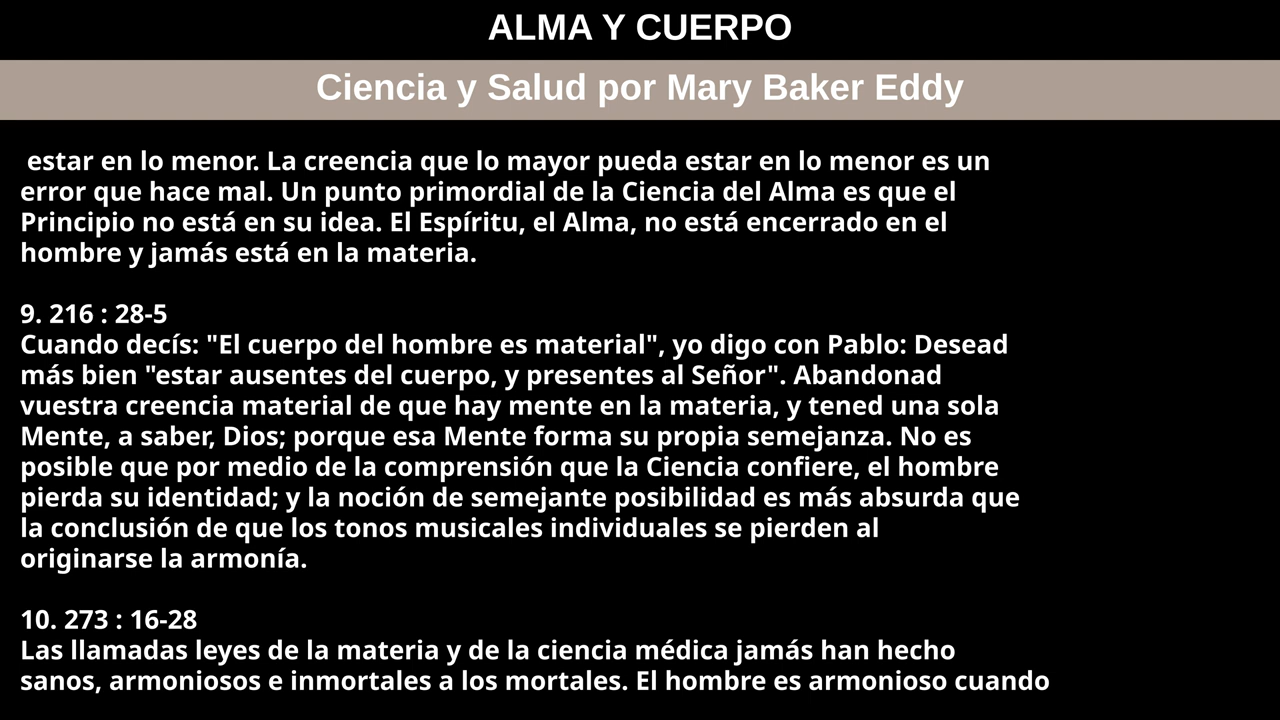 ALMA Y CUERPO
Ciencia y Salud por Mary Baker Eddy
estar en lo menor. La creencia que lo mayor pueda estar en lo menor es un
error que hace mal. Un punto primordial de la Ciencia del Alma es que el
Principio no está en su idea. El Espíritu, el Alma, no está encerrado en el
hombre y jamás está en la materia.
9. 216 : 28-5
Cuando decís: "El cuerpo del hombre es material", yo digo con Pablo: Desead
más bien "estar ausentes del cuerpo, y presentes al Señor". Abandonad
vuestra creencia material de que hay mente en la materia, y tened una sola
Mente, a saber, Dios; porque esa Mente forma su propia semejanza. No es
posible que por medio de la comprensión que la Ciencia confiere, el hombre
pierda su identidad; y la noción de semejante posibilidad es más absurda que
la conclusión de que los tonos musicales individuales se pierden al
originarse la armonía.
10. 273 : 16-28
Las llamadas leyes de la materia y de la ciencia médica jamás han hecho
sanos, armoniosos e inmortales a los mortales. El hombre es armonioso cuando